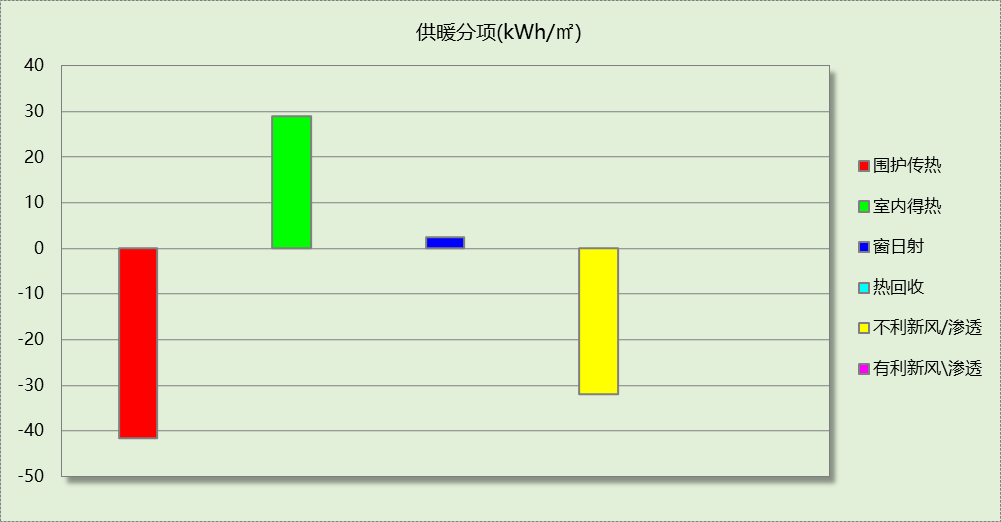 供暖分项(kWh/㎡)
40
30
20
10
0
-10
-20
-30
-40
-50
围护传热
室内得热
窗日射
热回收
不利新风/渗透
有利新风\渗透